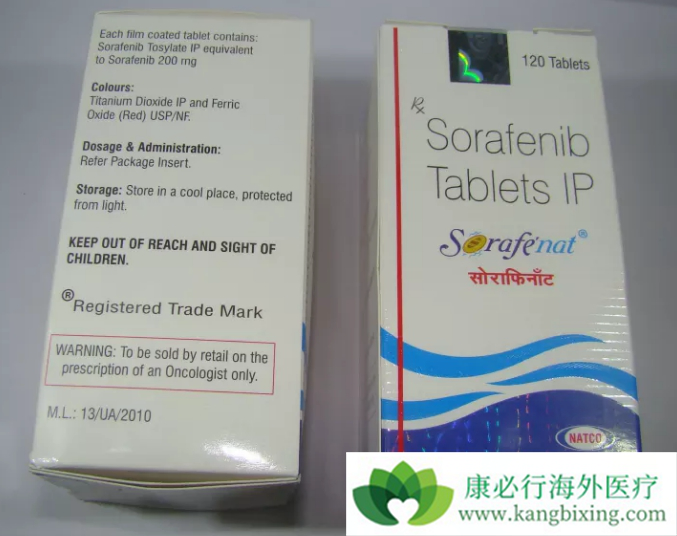 Each film coated tablet contains:
Sorafenib Tosylate IP equivalent
to Sorafenib 200 mg
Colours:
Titanium Dioxide IP and Ferric
Oxide (Red) USP/NF.
Dosage & Administration:
Refer Package Insert.
Storage: Store in a cool place, protected
from light.
KEEP OUT OF REACH AND SIGHT OF
CHILDREN.
®Registered Trade Mark
WARNING: To be sold by retail on the
prescription of an Oncologist only.
M.L.: 13/UA/2010
120 Tablets
Rx
Sorafenib
Tablets IP
Sorafenat®
सोराफिनॉट
NATCO
康必行海外医疗
www.kangbixing.com